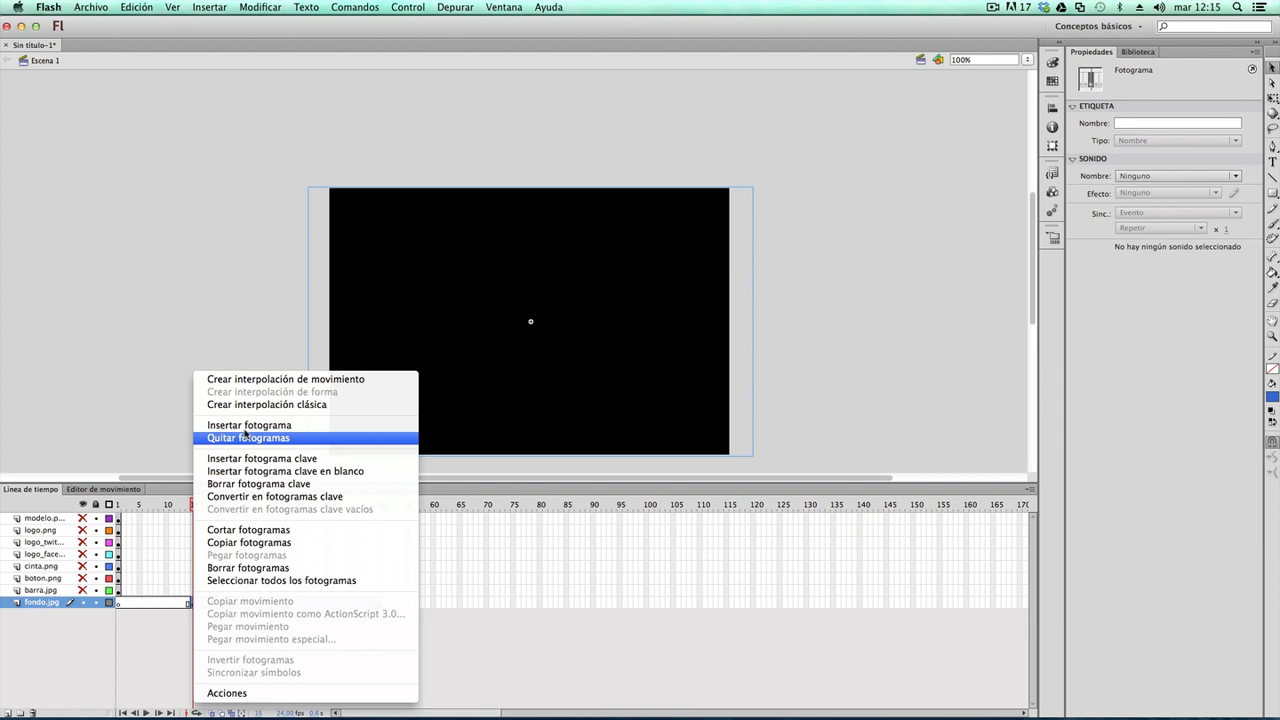 Flash Archivo Edición Ver Insertar Modificar Texto Comandos Control Depurar Ventana Ayuda 17 mar 12:15
Fl Conceptos básicos
Sin título-1*
Escena 1 100%
Propiedades Biblioteca
Fotograma
ETIQUETA
Nombre:
Tipo: Nombre
SONIDO
Nombre: Ninguno
Efecto: Ninguno
Sinc.: Evento
Repetir x 1
No hay ningún sonido seleccionado
Crear interpolación de movimiento
Crear interpolación de forma
Crear interpolación clásica
Insertar fotograma
Quitar fotogramas
Insertar fotograma clave
Insertar fotograma clave en blanco
Borrar fotograma clave
Convertir en fotogramas clave
Convertir en fotogramas clave vacíos
Cortar fotogramas
Copiar fotogramas
Pegar fotogramas
Borrar fotogramas
Seleccionar todos los fotogramas
Copiar movimiento
Copiar movimiento como ActionScript 3.0...
Pegar movimiento
Pegar movimiento especial...
Invertir fotogramas
Sincronizar símbolos
Acciones
Línea de tiempo Editor de movimiento
1 5 10 60 65 70 75 80 85 90 95 100 105 110 115 120 125 130 135 140 145 150 155 160 165 170
modelo.p...
logo.png
logo_twit...
logo_face...
cinta.png
boton.png
barra.jpg
fondo.jpg
15 24,00 fps 0,6 s